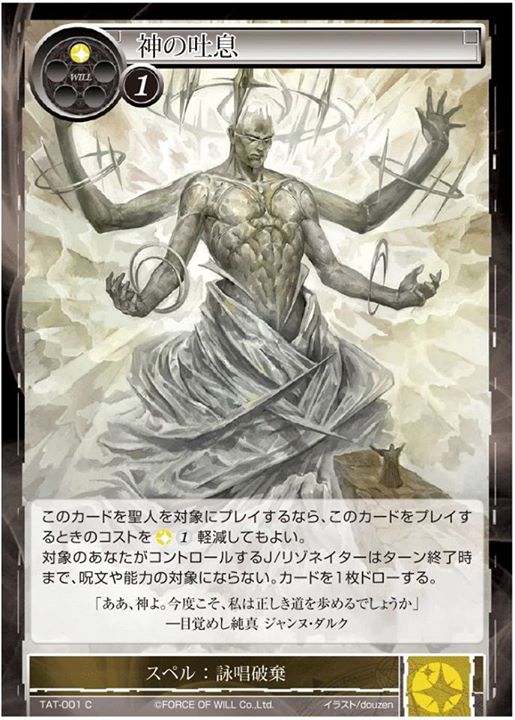 神の吐息
WILL
1
このカードを聖人を対象にプレイするなら、このカードをプレイす
るときのコストを 1 軽減してもよい。
対象のあなたがコントロールするJ/リゾネイターはターン終了時
まで、呪文や能力の対象にならない。カードを1枚ドローする。
「ああ、神よ。今度こそ、私は正しき道を歩めるでしょうか」
―目覚めし純真 ジャンヌ・ダルク
スペル：詠唱破棄
TAT-001 C ©FORCE OF WILL Co.,Ltd. イラスト/douzen